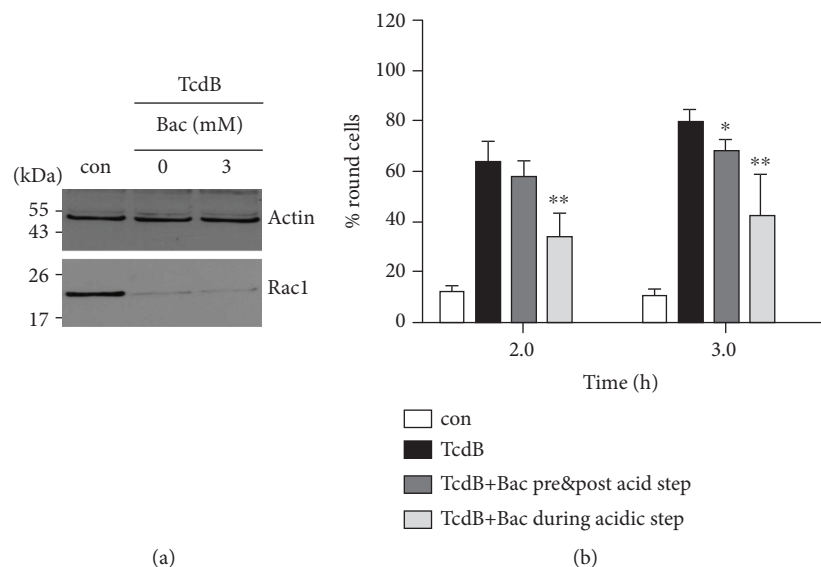 TcdB
Bac (mM)
con 0 3
(kDa)
55
43
Actin
26
17
Rac1
(a)
120
100
80
60
40
20
0
% round cells
**
*
**
2.0 3.0
Time (h)
con
TcdB
TcdB+Bac pre&post acid step
TcdB+Bac during acidic step
(b)